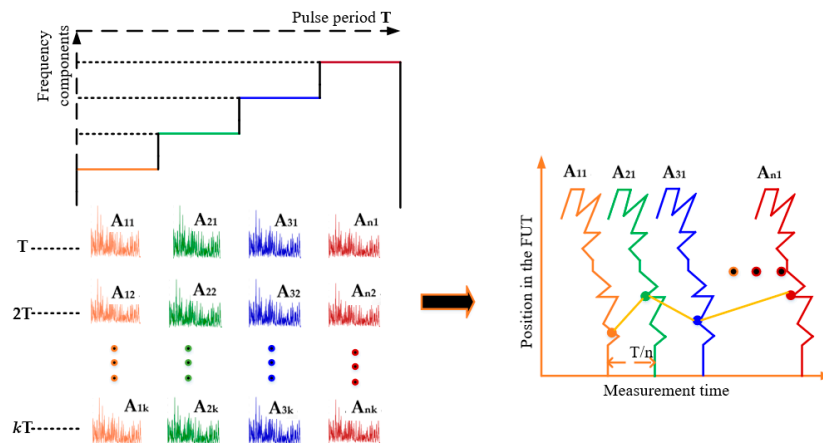 Pulse period T
Frequency
components
A11 A21 A31 An1
T
A12 A22 A32 An2
2T
A1k A2k A3k Ank
kT
A11 A21 A31 An1
Position in the FUT
T/n
Measurement time